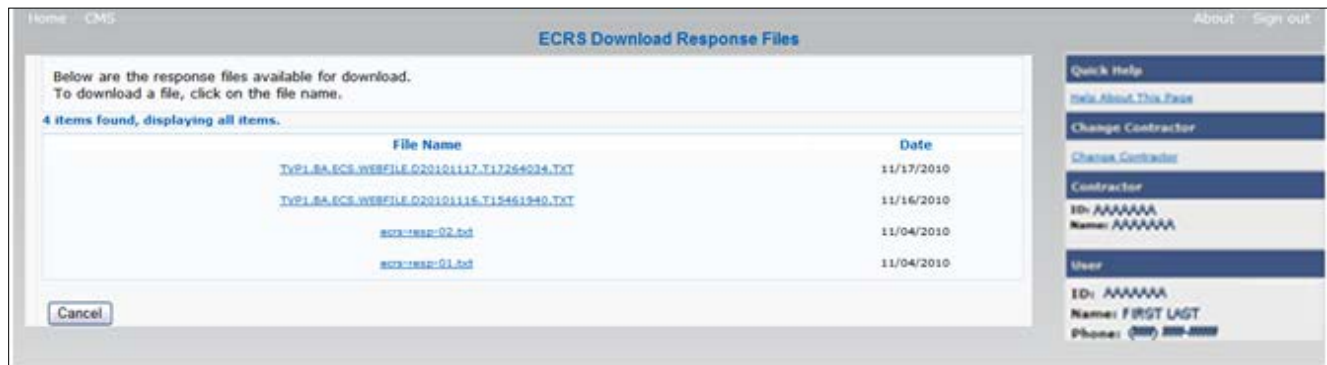 Home CMS
About Sign out
ECRS Download Response Files
Below are the response files available for download.
To download a file, click on the file name.
4 items found, displaying all items.
File Name Date
TVP1.BA.ECS.WEBFILE.D20101117.T17264034.TXT 11/17/2010
TVP1.BA.ECS.WEBFILE.D20101116.T15461940.TXT 11/16/2010
ecrs-resp-02.txt 11/04/2010
ecrs-resp-01.txt 11/04/2010
Cancel
Quick Help
Help About This Page
Change Contractor
Change Contractor
Contractor
ID: AAAAAAA
Name: AAAAAAA
User
ID: AAAAAAA
Name: FIRST LAST
Phone: